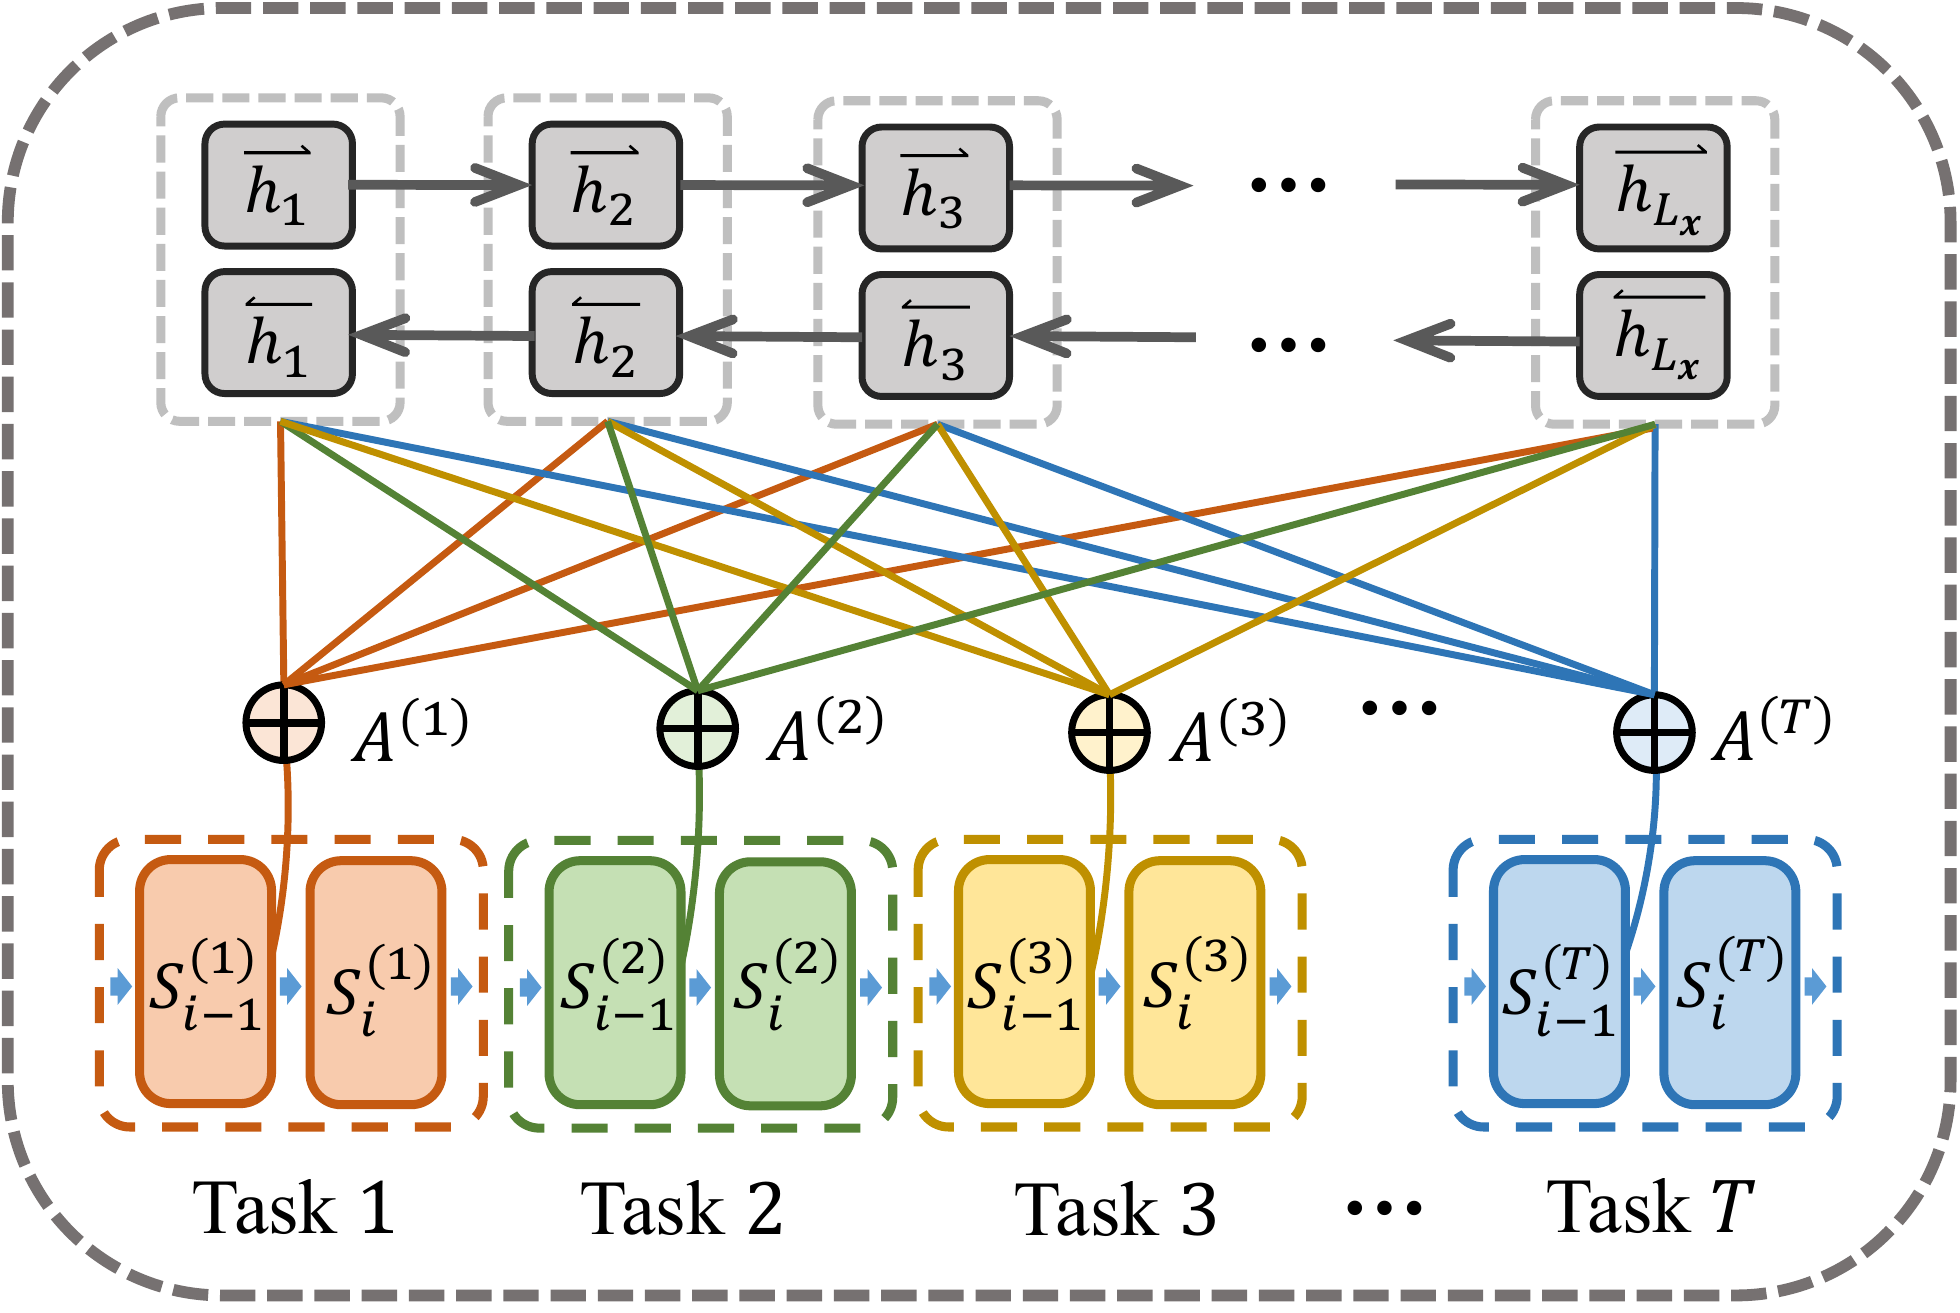 $\overrightarrow{h_1}$ $\overrightarrow{h_2}$ $\overrightarrow{h_3}$ ... $\overrightarrow{h_{L_x}}$
$\overleftarrow{h_1}$ $\overleftarrow{h_2}$ $\overleftarrow{h_3}$ ... $\overleftarrow{h_{L_x}}$
$A^{(1)}$ $A^{(2)}$ $A^{(3)}$ ... $A^{(T)}$
$S_{i-1}^{(1)}$ $S_i^{(1)}$ $S_{i-1}^{(2)}$ $S_i^{(2)}$ $S_{i-1}^{(3)}$ $S_i^{(3)}$ $S_{i-1}^{(T)}$ $S_i^{(T)}$
Task 1 Task 2 Task 3 ... Task $T$